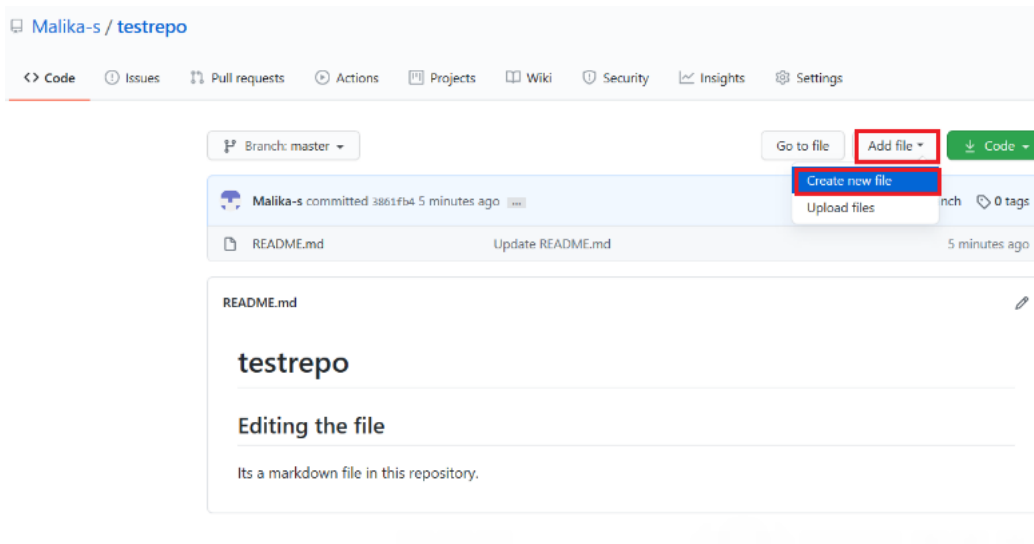 Malika-s / testrepo
<> Code Issues Pull requests Actions Projects Wiki Security Insights Settings
Branch: master Go to file Add file Code
Create new file
Malika-s committed 3861fb4 5 minutes ago ... nch 0 tags
Upload files
README.md Update README.md 5 minutes ago
README.md
testrepo
Editing the file
Its a markdown file in this repository.